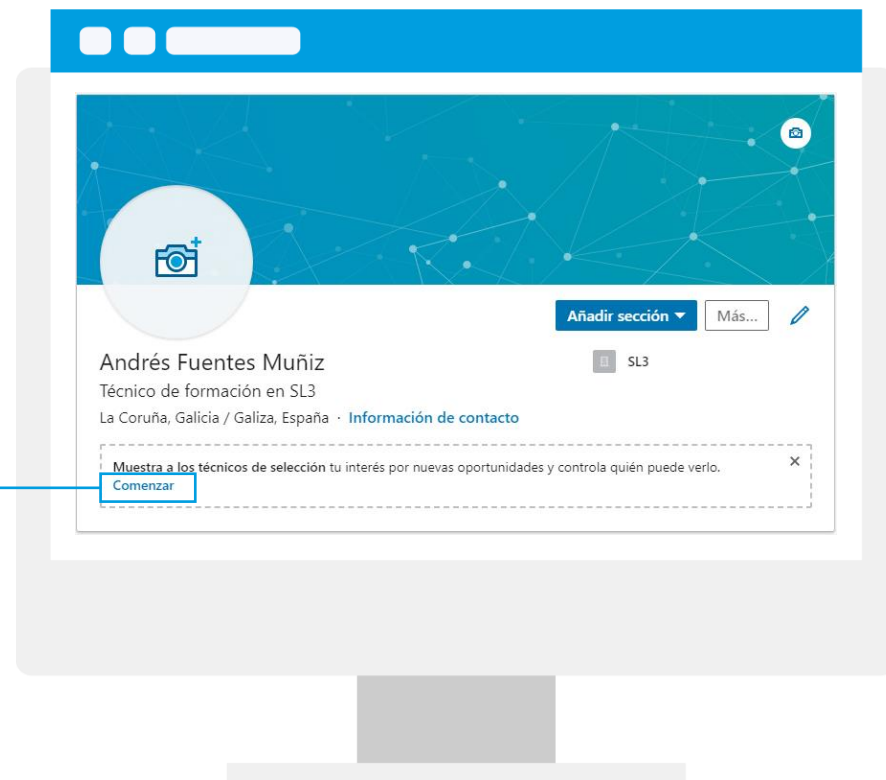 Añadir sección
Más...
Andrés Fuentes Muñiz
SL3
Técnico de formación en SL3
La Coruña, Galicia / Galiza, España · Información de contacto
Muestra a los técnicos de selección tu interés por nuevas oportunidades y controla quién puede verlo.
Comenzar